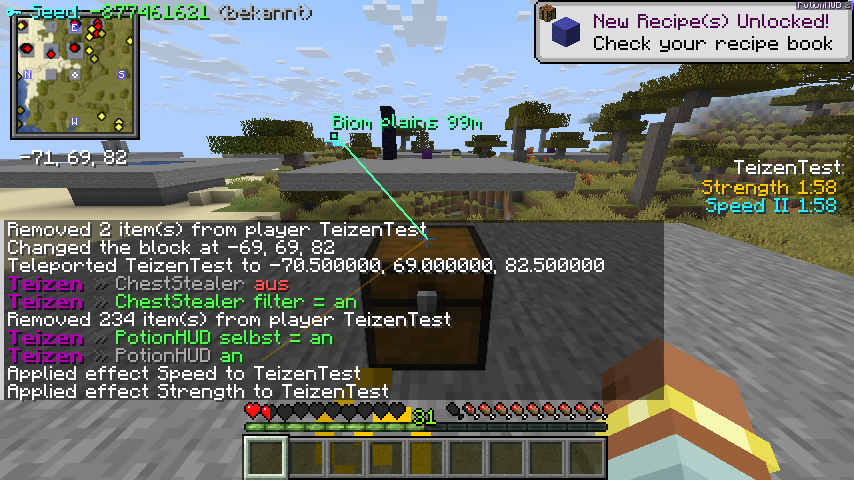 Seed -877461621 (bekannt)
PotionHUD 2
New Recipe(s) Unlocked!
Check your recipe book
E
N
S
W
Biom plains 99m
-71, 69, 82
TeizenTest:
Strength 1:58
Speed II 1:58
Removed 2 item(s) from player TeizenTest
Changed the block at -69, 69, 82
Teleported TeizenTest to -70.500000, 69.000000, 82.500000
Teizen » ChestStealer aus
Teizen » ChestStealer filter = an
Removed 234 item(s) from player TeizenTest
Teizen » PotionHUD selbst = an
Teizen » PotionHUD an
Applied effect Speed to TeizenTest
Applied effect Strength to TeizenTest
81